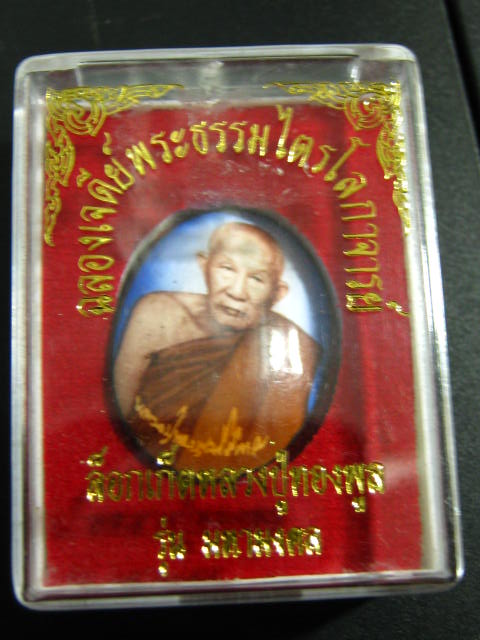 ฉลองเจดีย์พระธรรมไตรโลกาจารย์
ล็อกเก็ตหลวงปู่ทองพูล
รุ่น มหามงคล